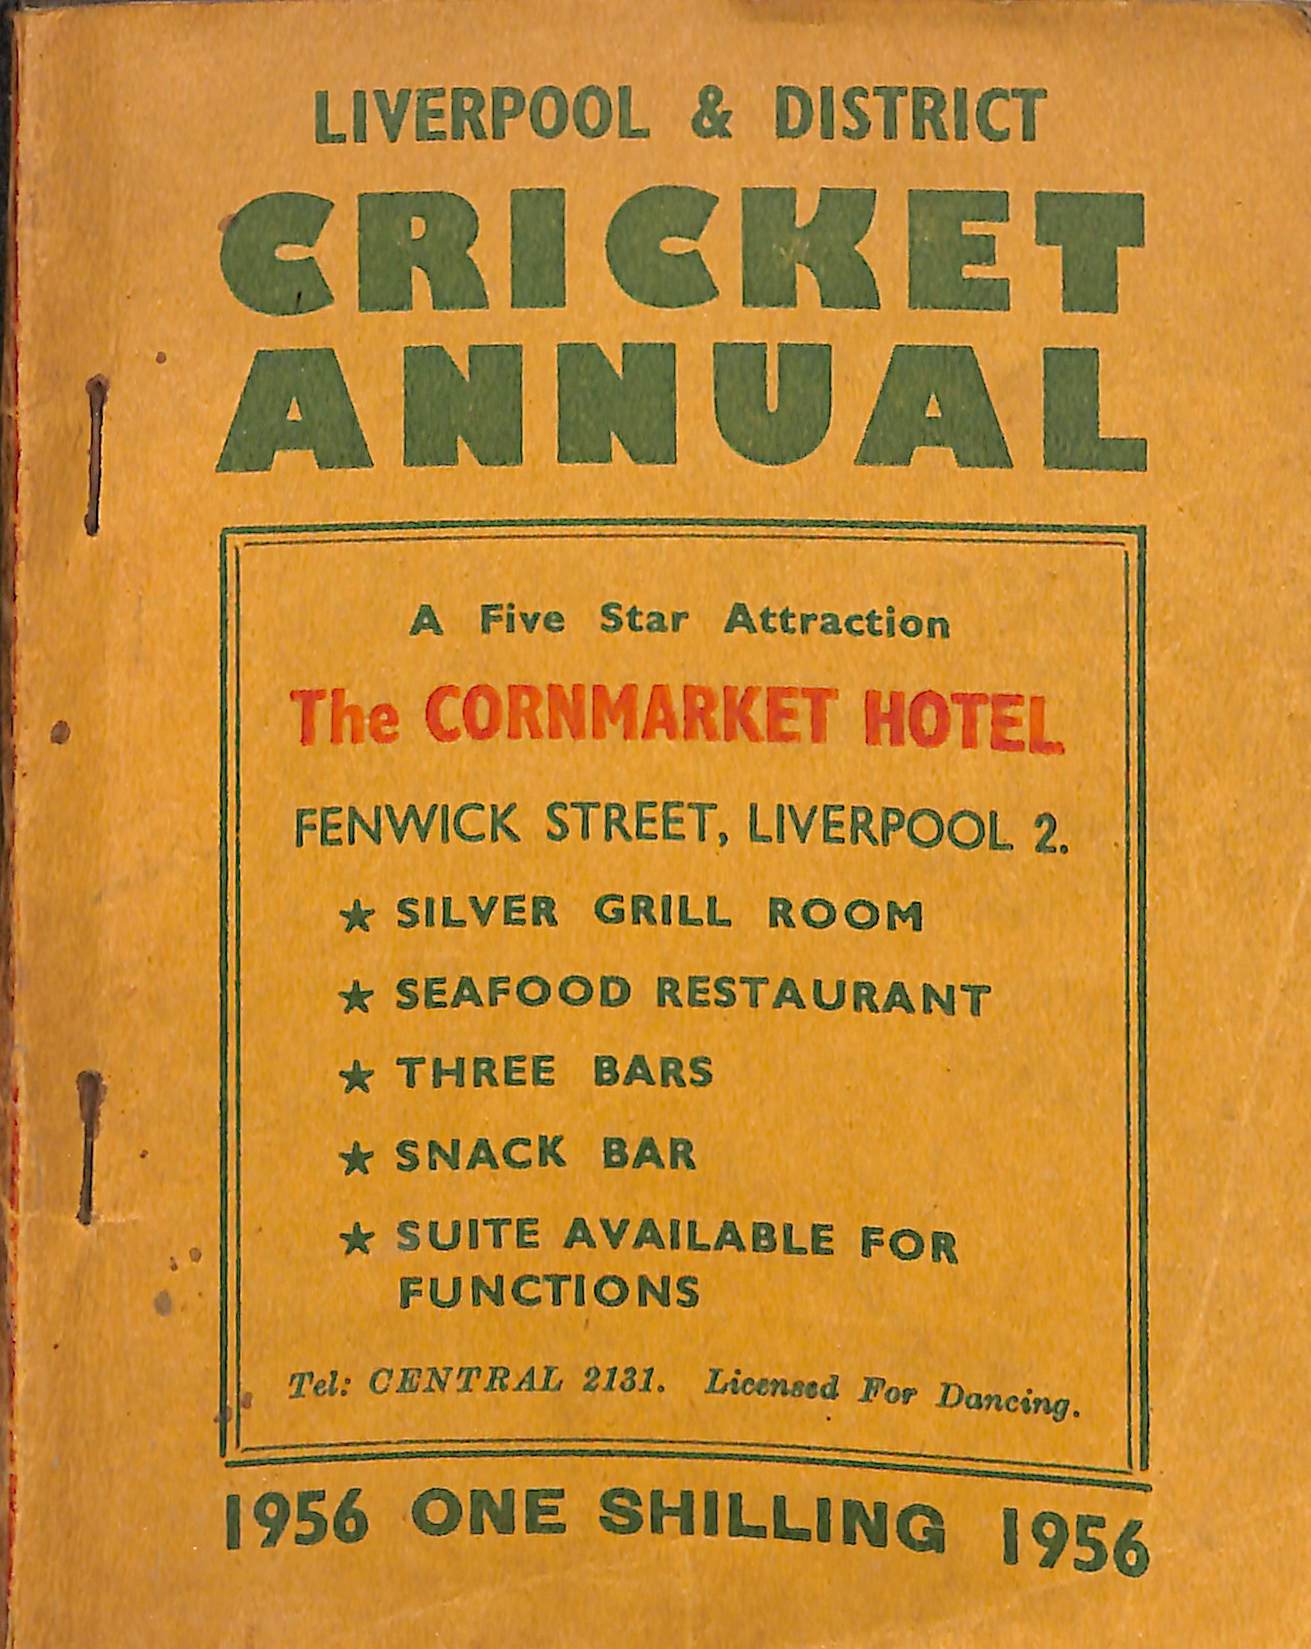 LIVERPOOL & DISTRICT
CRICKET
ANNUAL
A Five Star Attraction
The CORNMARKET HOTEL
FENWICK STREET, LIVERPOOL 2.
★ SILVER GRILL ROOM
★ SEAFOOD RESTAURANT
★ THREE BARS
★ SNACK BAR
★ SUITE AVAILABLE FOR
FUNCTIONS
Tel: CENTRAL 2131. Licensed For Dancing.
1956 ONE SHILLING 1956